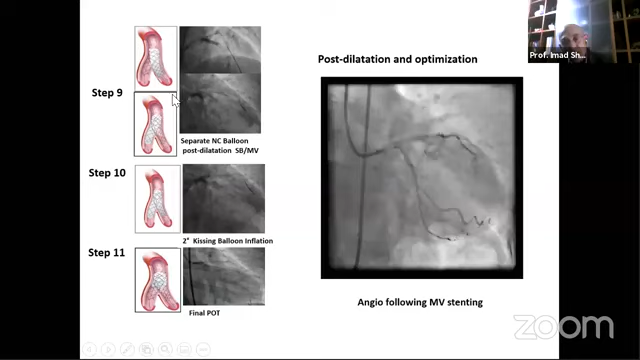 Prof. Imad Sh...
Post-dilatation and optimization
Step 9
Separate NC Balloon
post-dilatation SB/MV
Step 10
2° Kissing Balloon Inflation
Step 11
Final POT
Angio following MV stenting
zoom